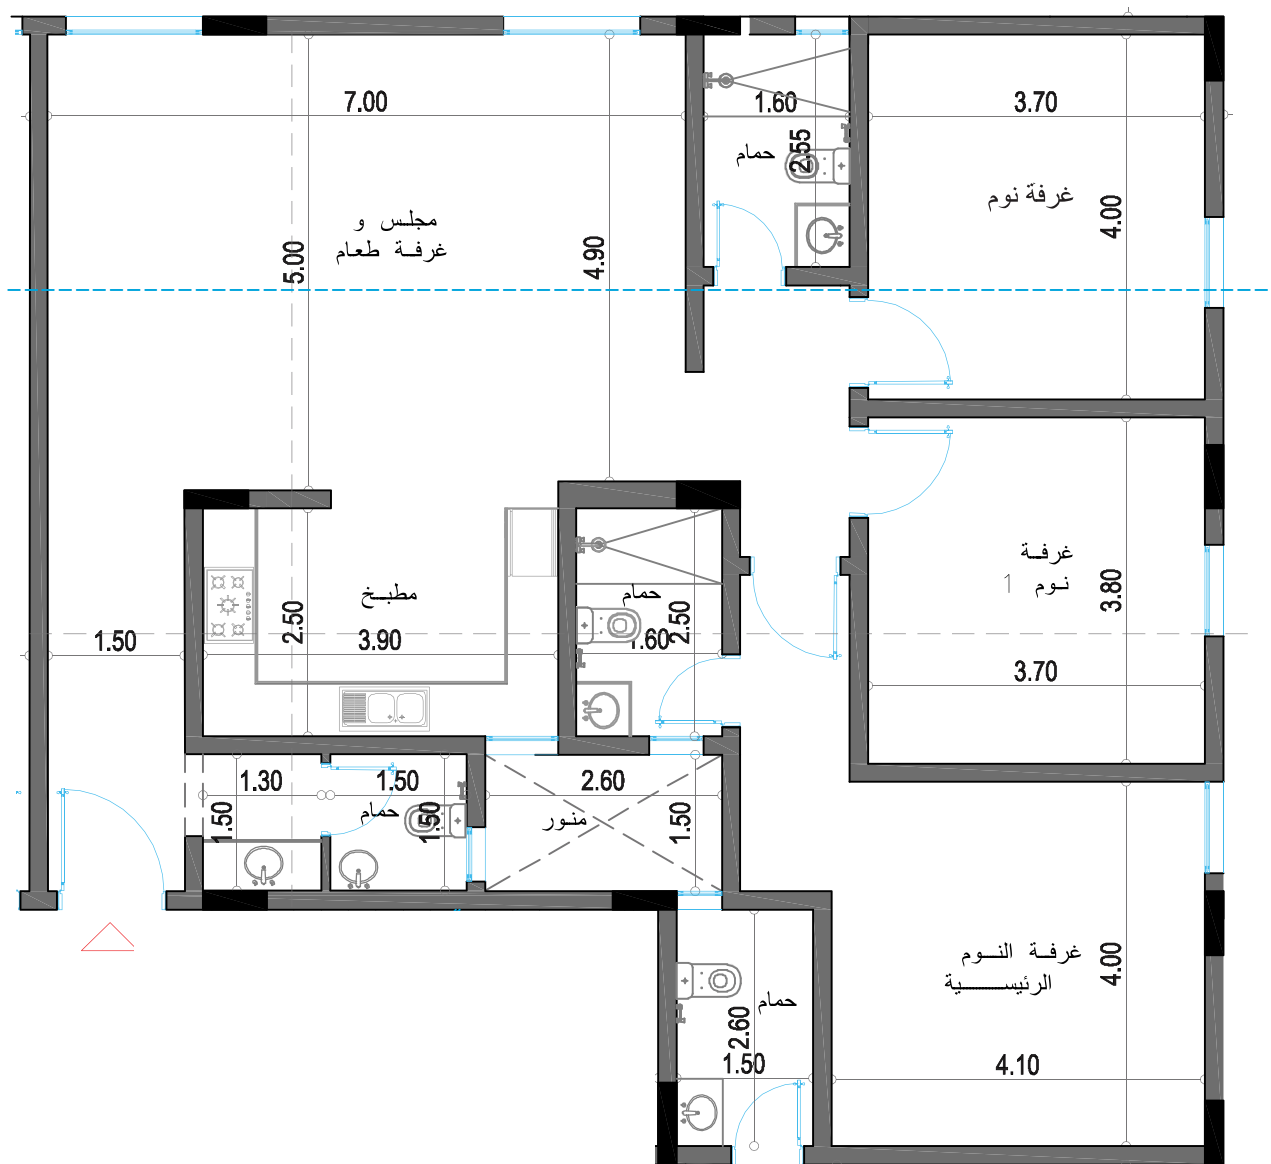 7.00
1.60
3.70
2.55
حمام
غرفة نوم
4.00
مجلس و
غرفة طعام
5.00
4.90
غرفة
نوم 1
3.80
3.70
مطبخ
2.50
3.90
1.50
حمام
2.50
1.60
1.30
1.50
2.60
1.50
حمام
1.50
منور
1.50
غرفة النوم
الرئيسية
4.00
4.10
حمام
2.60
1.50